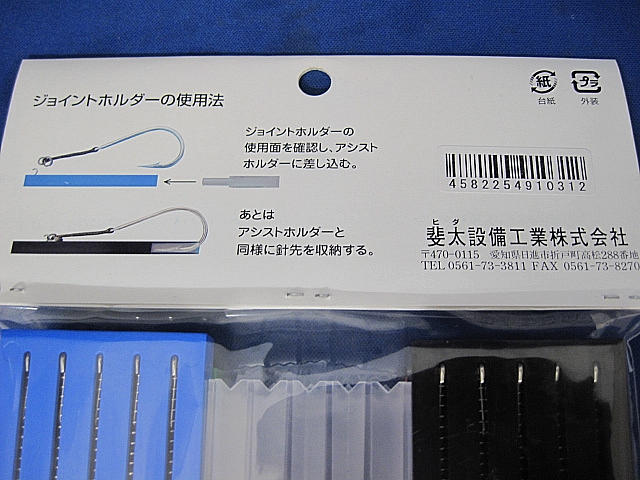 ジョイントホルダーの使用法
ジョイントホルダーの
使用面を確認し、アシスト
ホルダーに差し込む。
あとは
アシストホルダーと
同様に針先を収納する。
紙
台紙
プラ
外装
4582254910312
ヒダ
斐太設備工業株式会社
〒470-0115 愛知県日進市折戸町高松288番地
TEL 0561-73-3811 FAX 0561-73-8270